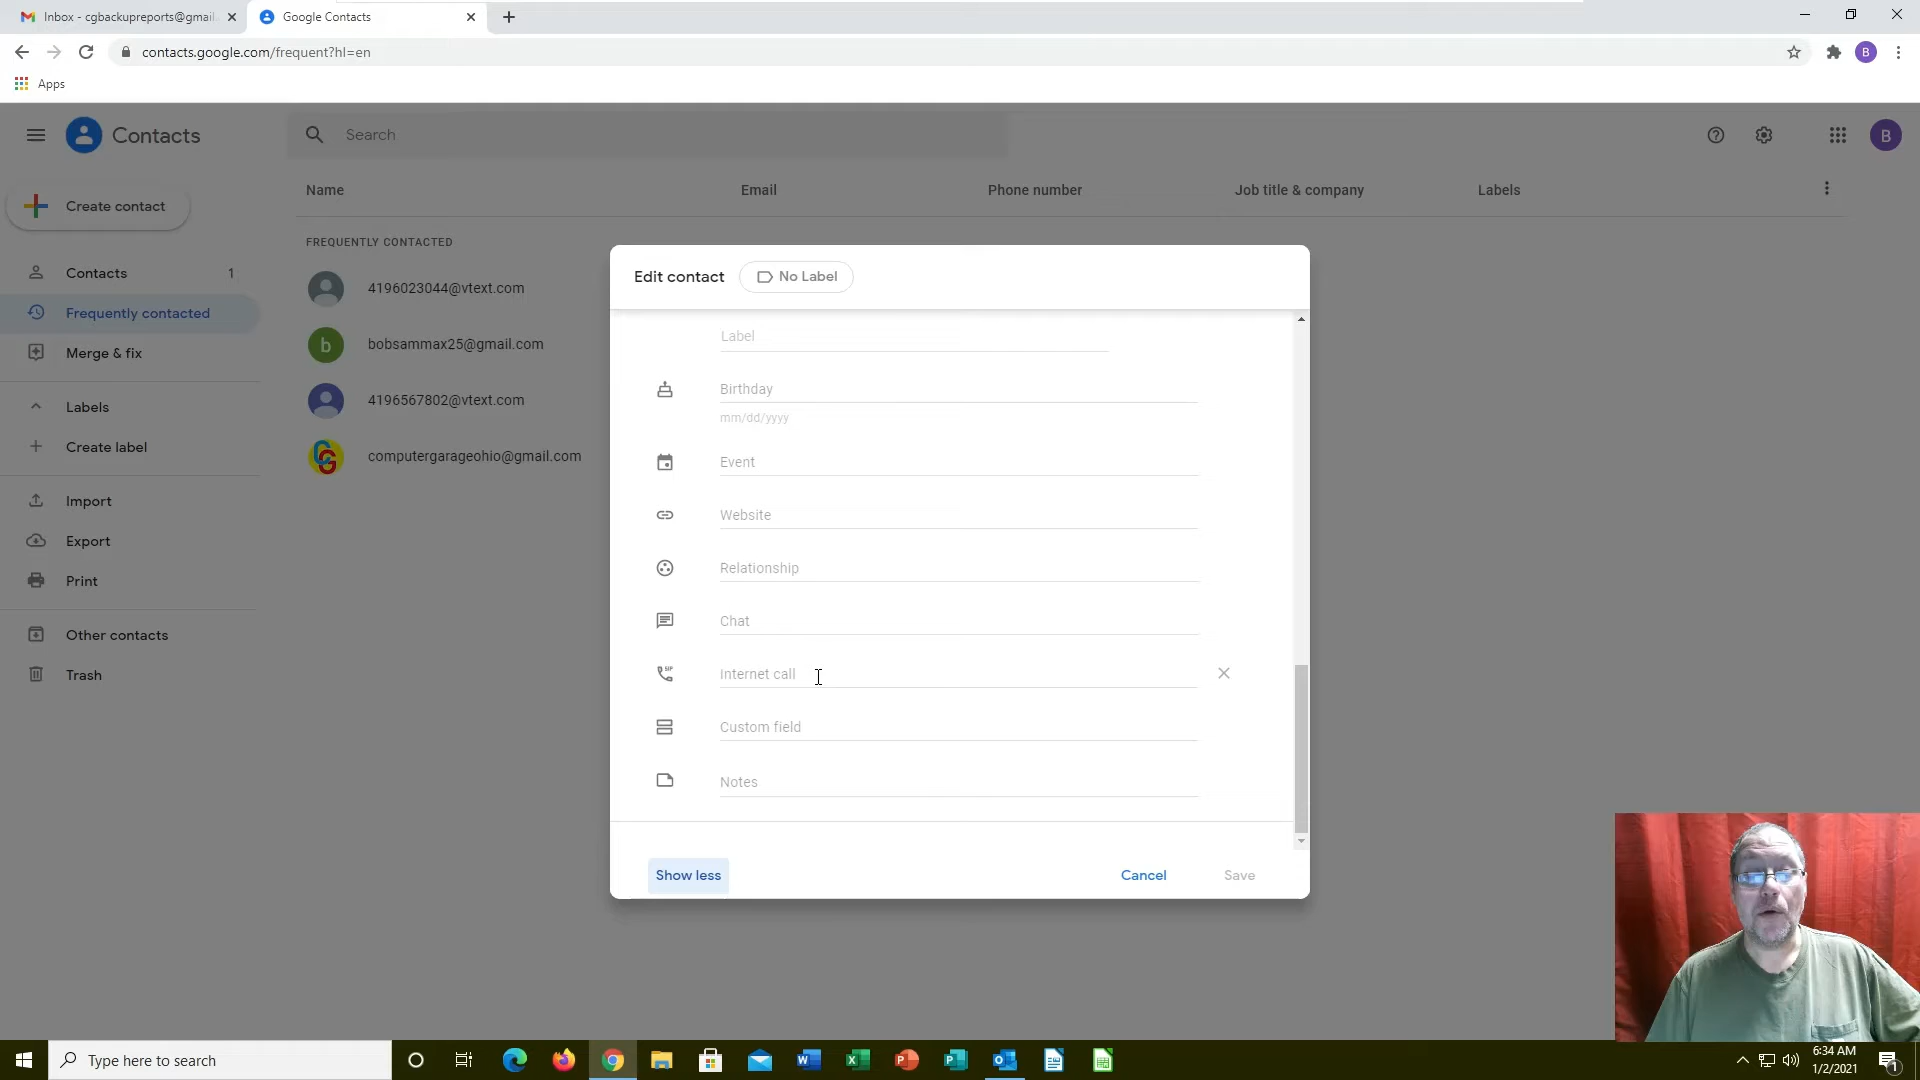 Inbox - cgbackupreports@gmail.
Google Contacts
contacts.google.com/frequent?hl=en
B
Apps
Contacts
Search
B
Name
Email
Phone number
Job title & company
Labels
Create contact
FREQUENTLY CONTACTED
Contacts
1
4196023044@vtext.com
Frequently contacted
b
bobsammax25@gmail.com
Merge & fix
4196567802@vtext.com
Labels
Create label
CG
computergarageohio@gmail.com
Import
Export
Print
Other contacts
Trash
Edit contact
No Label
Label
Birthday
mm/dd/yyyy
Event
Website
Relationship
Chat
SIP
Internet call
Custom field
Notes
Show less
Cancel
Save
Type here to search
6:34 AM
1/2/2021
1